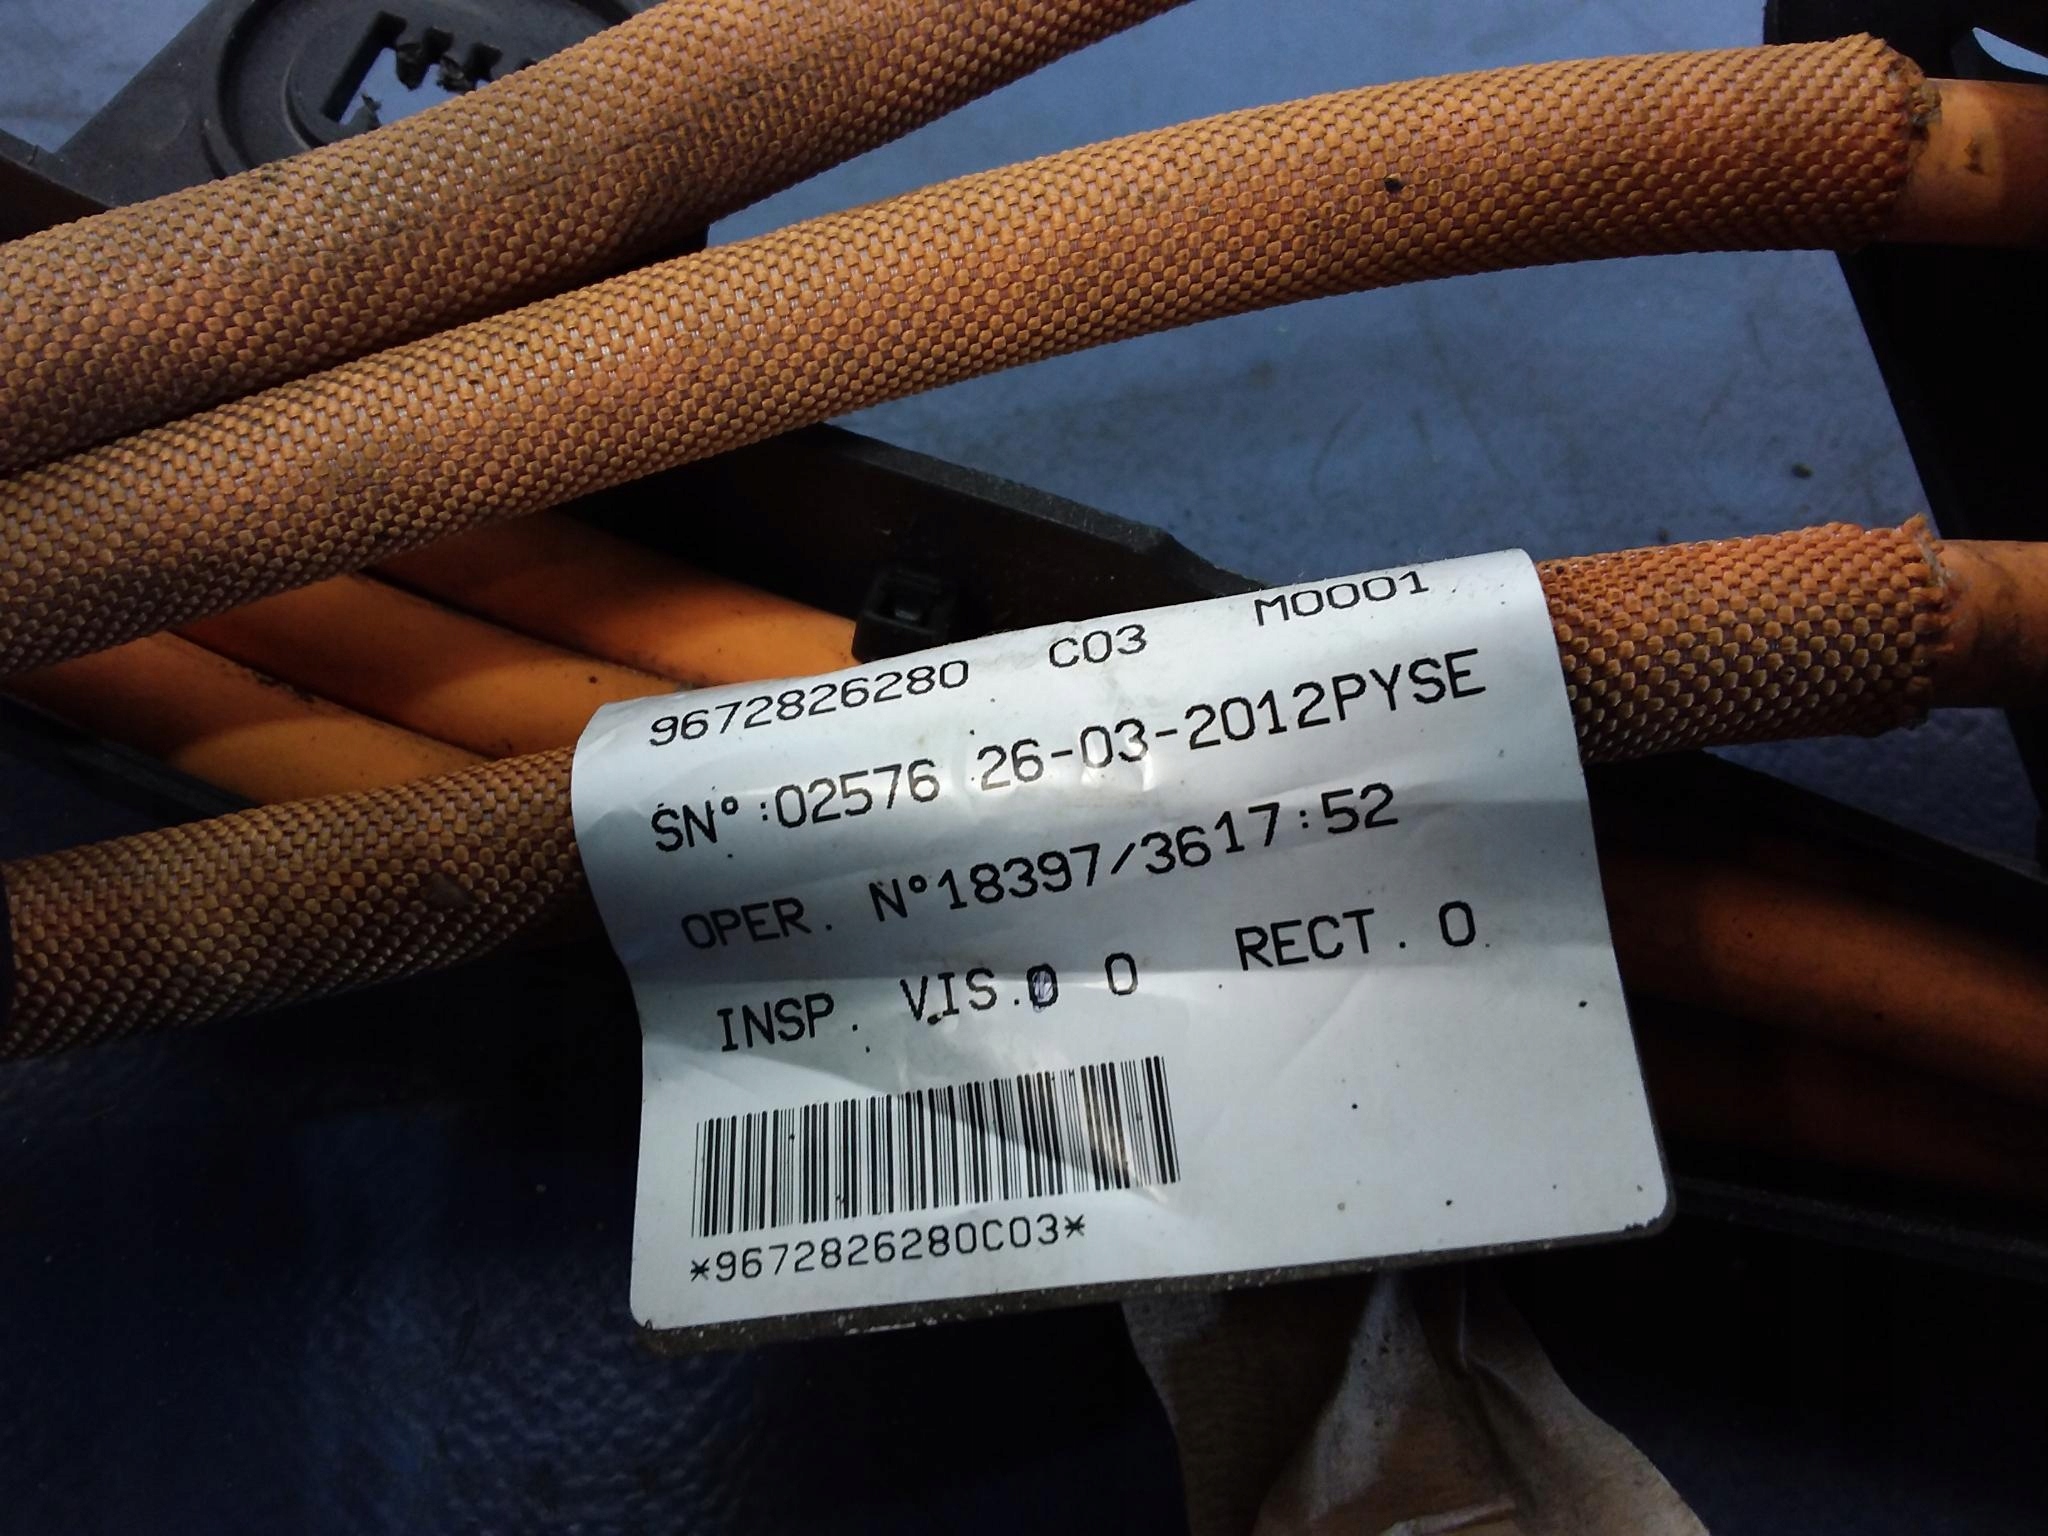 9672826280 C03 M0001
SN°:02576 26-03-2012PYSE
OPER. N°18397/3617:52
INSP. VIS.0 0 RECT. 0
*9672826280C03*